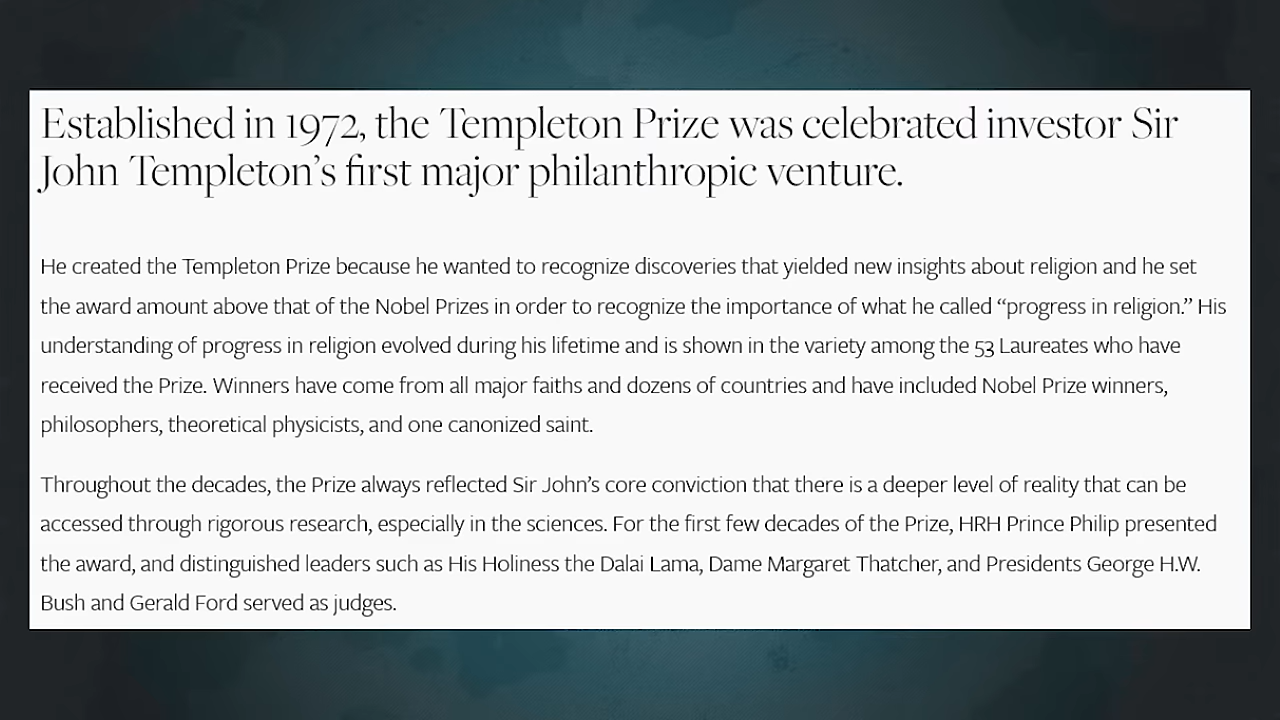 Established in 1972, the Templeton Prize was celebrated investor Sir
John Templeton’s first major philanthropic venture.
He created the Templeton Prize because he wanted to recognize discoveries that yielded new insights about religion and he set
the award amount above that of the Nobel Prizes in order to recognize the importance of what he called “progress in religion.” His
understanding of progress in religion evolved during his lifetime and is shown in the variety among the 53 Laureates who have
received the Prize. Winners have come from all major faiths and dozens of countries and have included Nobel Prize winners,
philosophers, theoretical physicists, and one canonized saint.
Throughout the decades, the Prize always reflected Sir John’s core conviction that there is a deeper level of reality that can be
accessed through rigorous research, especially in the sciences. For the first few decades of the Prize, HRH Prince Philip presented
the award, and distinguished leaders such as His Holiness the Dalai Lama, Dame Margaret Thatcher, and Presidents George H.W.
Bush and Gerald Ford served as judges.